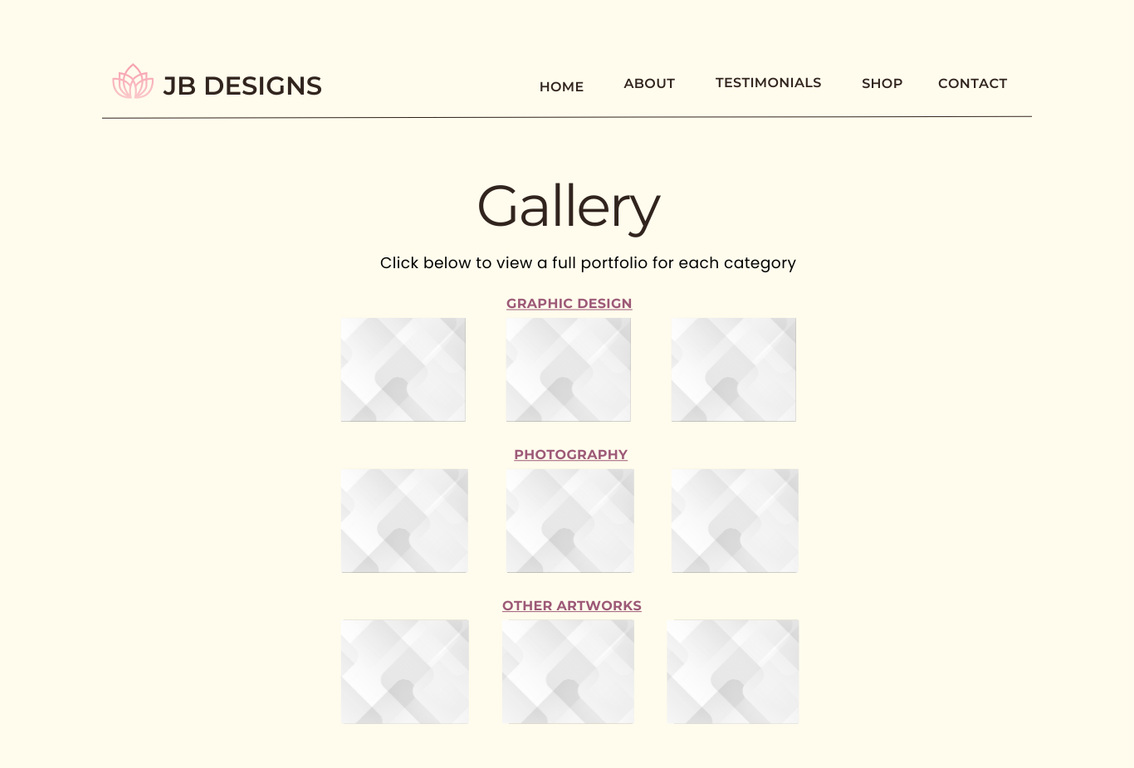 JB DESIGNS
HOME ABOUT TESTIMONIALS SHOP CONTACT
Gallery
Click below to view a full portfolio for each category
GRAPHIC DESIGN
PHOTOGRAPHY
OTHER ARTWORKS